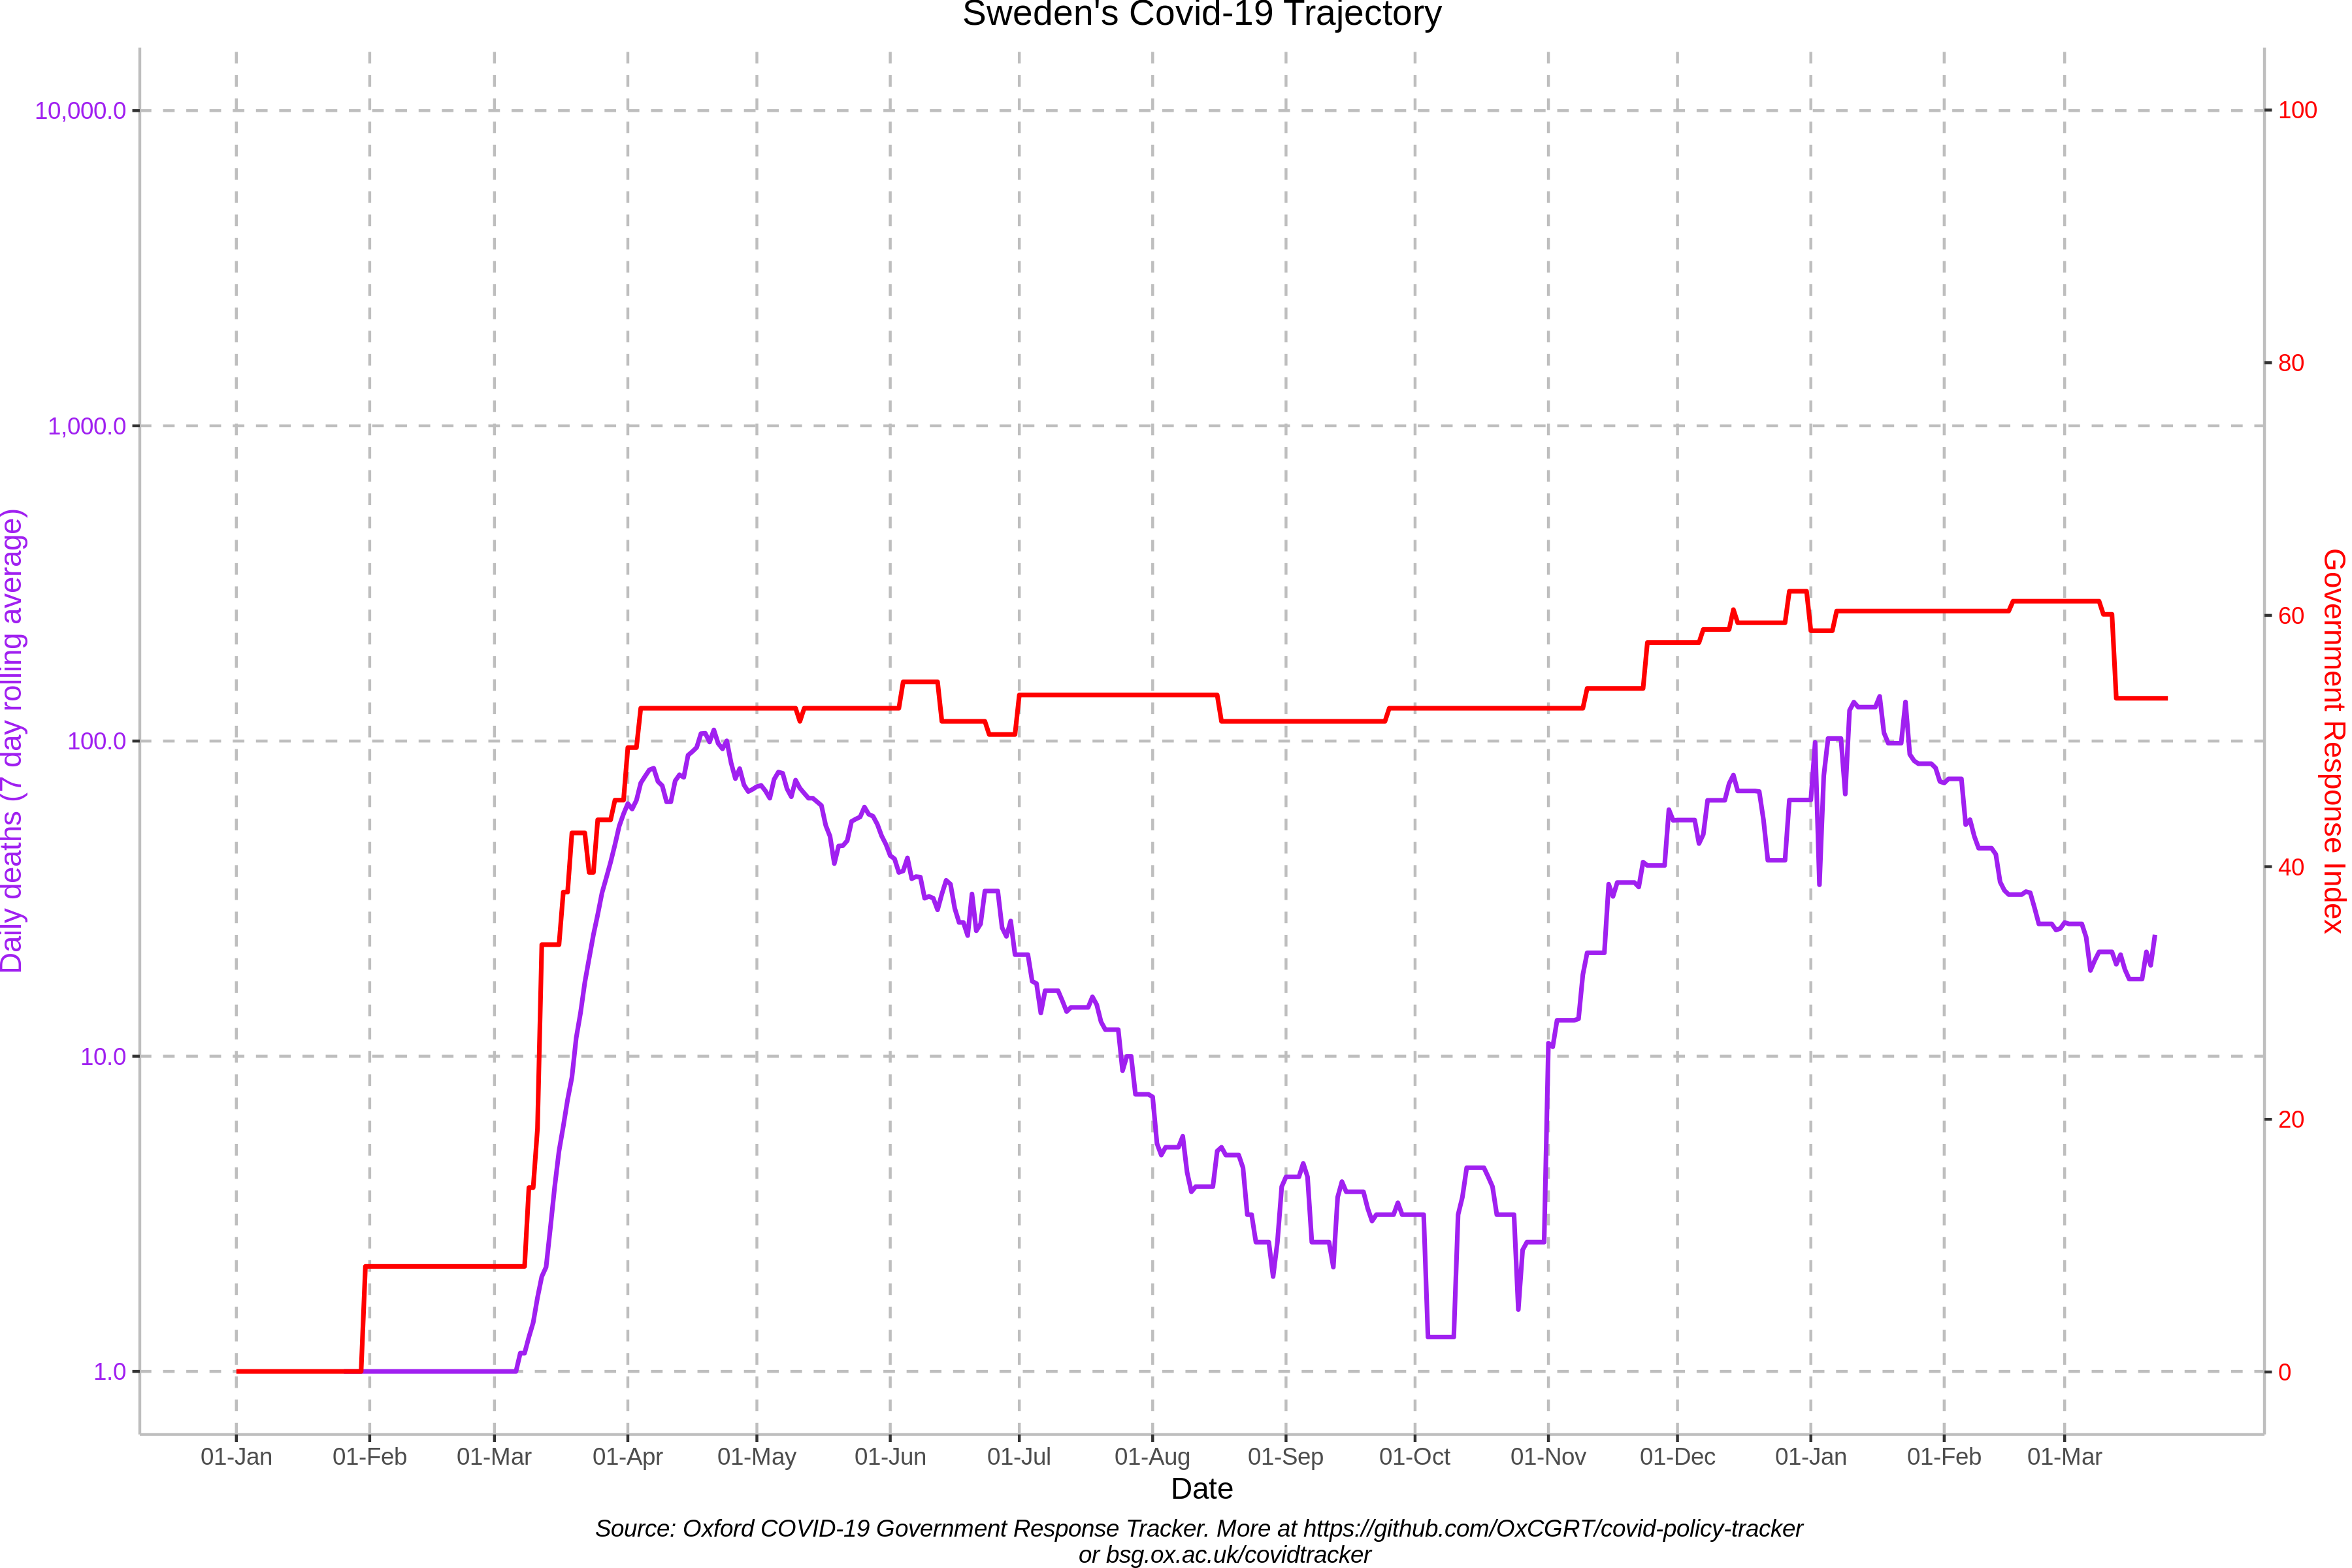 Sweden's Covid-19 Trajectory
10,000.0
1,000.0
100.0
10.0
1.0
Daily deaths (7 day rolling average)
100
80
60
40
20
0
Government Response Index
01-Jan 01-Feb 01-Mar 01-Apr 01-May 01-Jun 01-Jul 01-Aug 01-Sep 01-Oct 01-Nov 01-Dec 01-Jan 01-Feb 01-Mar
Date
Source: Oxford COVID-19 Government Response Tracker. More at https://github.com/OxCGRT/covid-policy-tracker
or bsg.ox.ac.uk/covidtracker